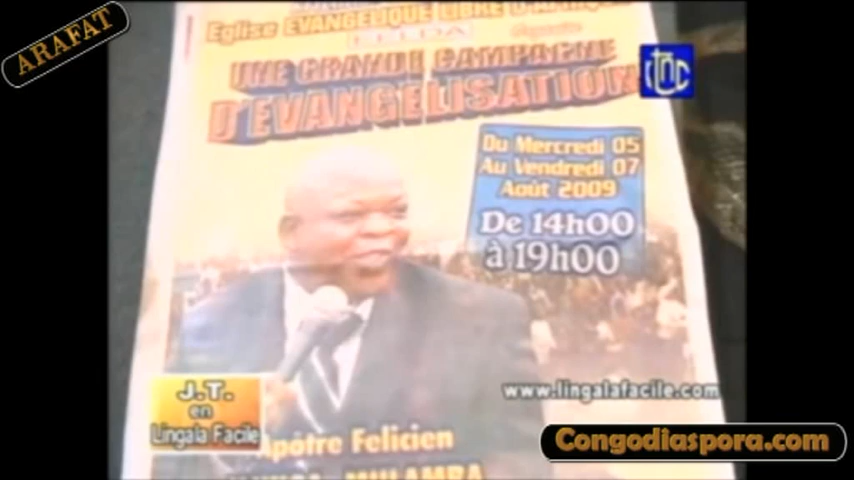 ARAFAT
Eglise EVANGELIQUE LIBRE D'AFRIQUE
UNE GRANDE CAMPAGNE
D'EVANGELISATION
Du Mercredi 05
Au Vendredi 07
Août 2009
De 14h00
à 19h00
www.lingalafacile.com
J.T.
en
Lingala Facile
Congodiaspora.com
Apôtre Felicien